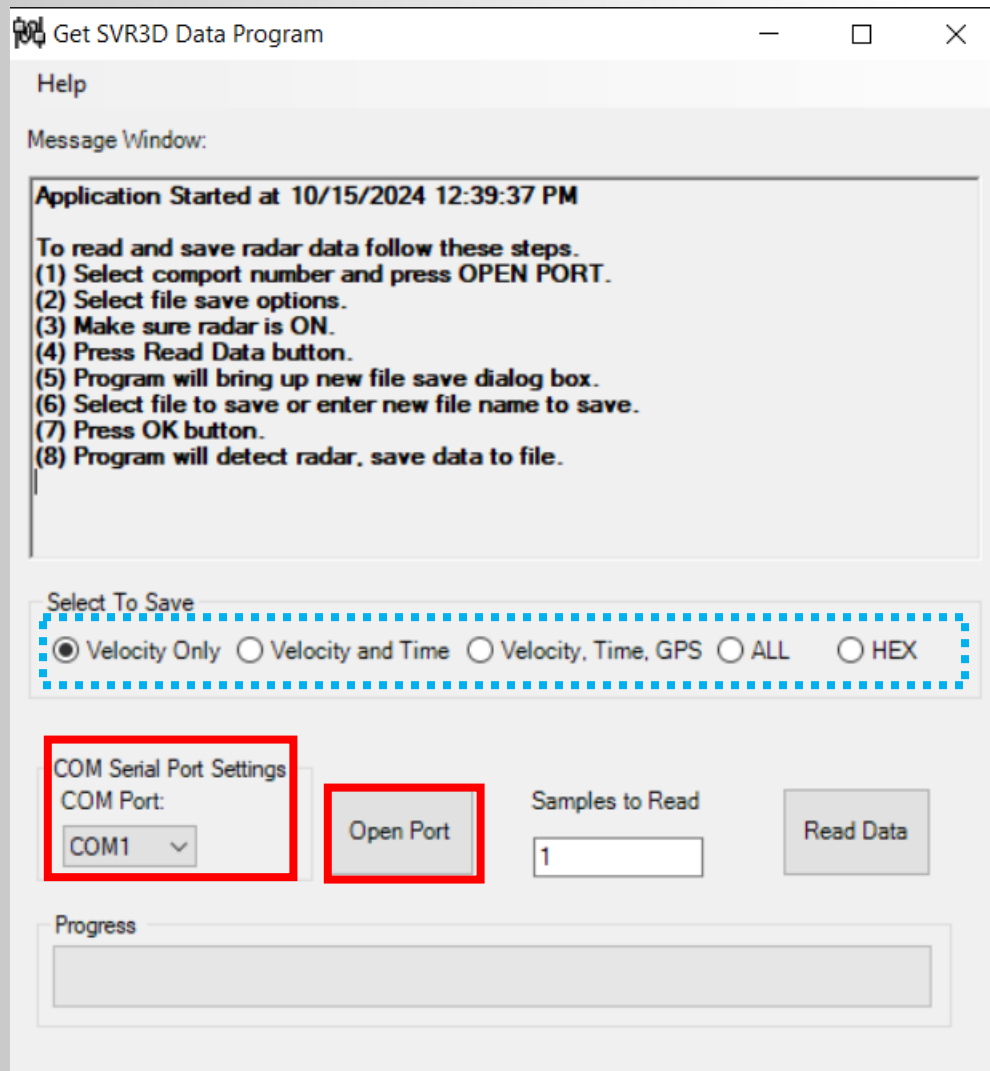 Get SVR3D Data Program
Help
Message Window:
Application Started at 10/15/2024 12:39:37 PM
To read and save radar data follow these steps.
(1) Select comport number and press OPEN PORT.
(2) Select file save options.
(3) Make sure radar is ON.
(4) Press Read Data button.
(5) Program will bring up new file save dialog box.
(6) Select file to save or enter new file name to save.
(7) Press OK button.
(8) Program will detect radar, save data to file.
Select To Save
Velocity Only Velocity and Time Velocity, Time, GPS ALL HEX
COM Serial Port Settings
COM Port:
COM1
Open Port
Samples to Read
1
Read Data
Progress